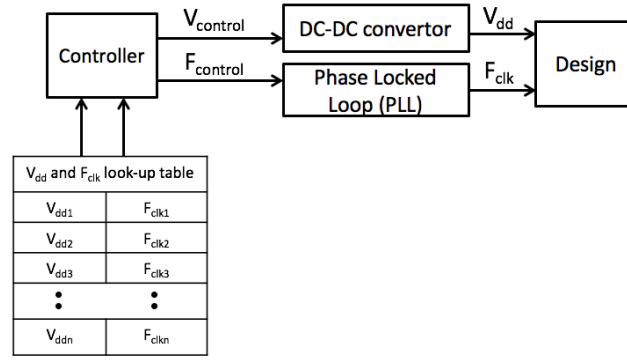 Controller
V_control
F_control
DC-DC convertor
Phase Locked
Loop (PLL)
V_dd
F_clk
Design
V_dd and F_clk look-up table
V_dd1 F_clk1
V_dd2 F_clk2
V_dd3 F_clk3
V_ddn F_clkn